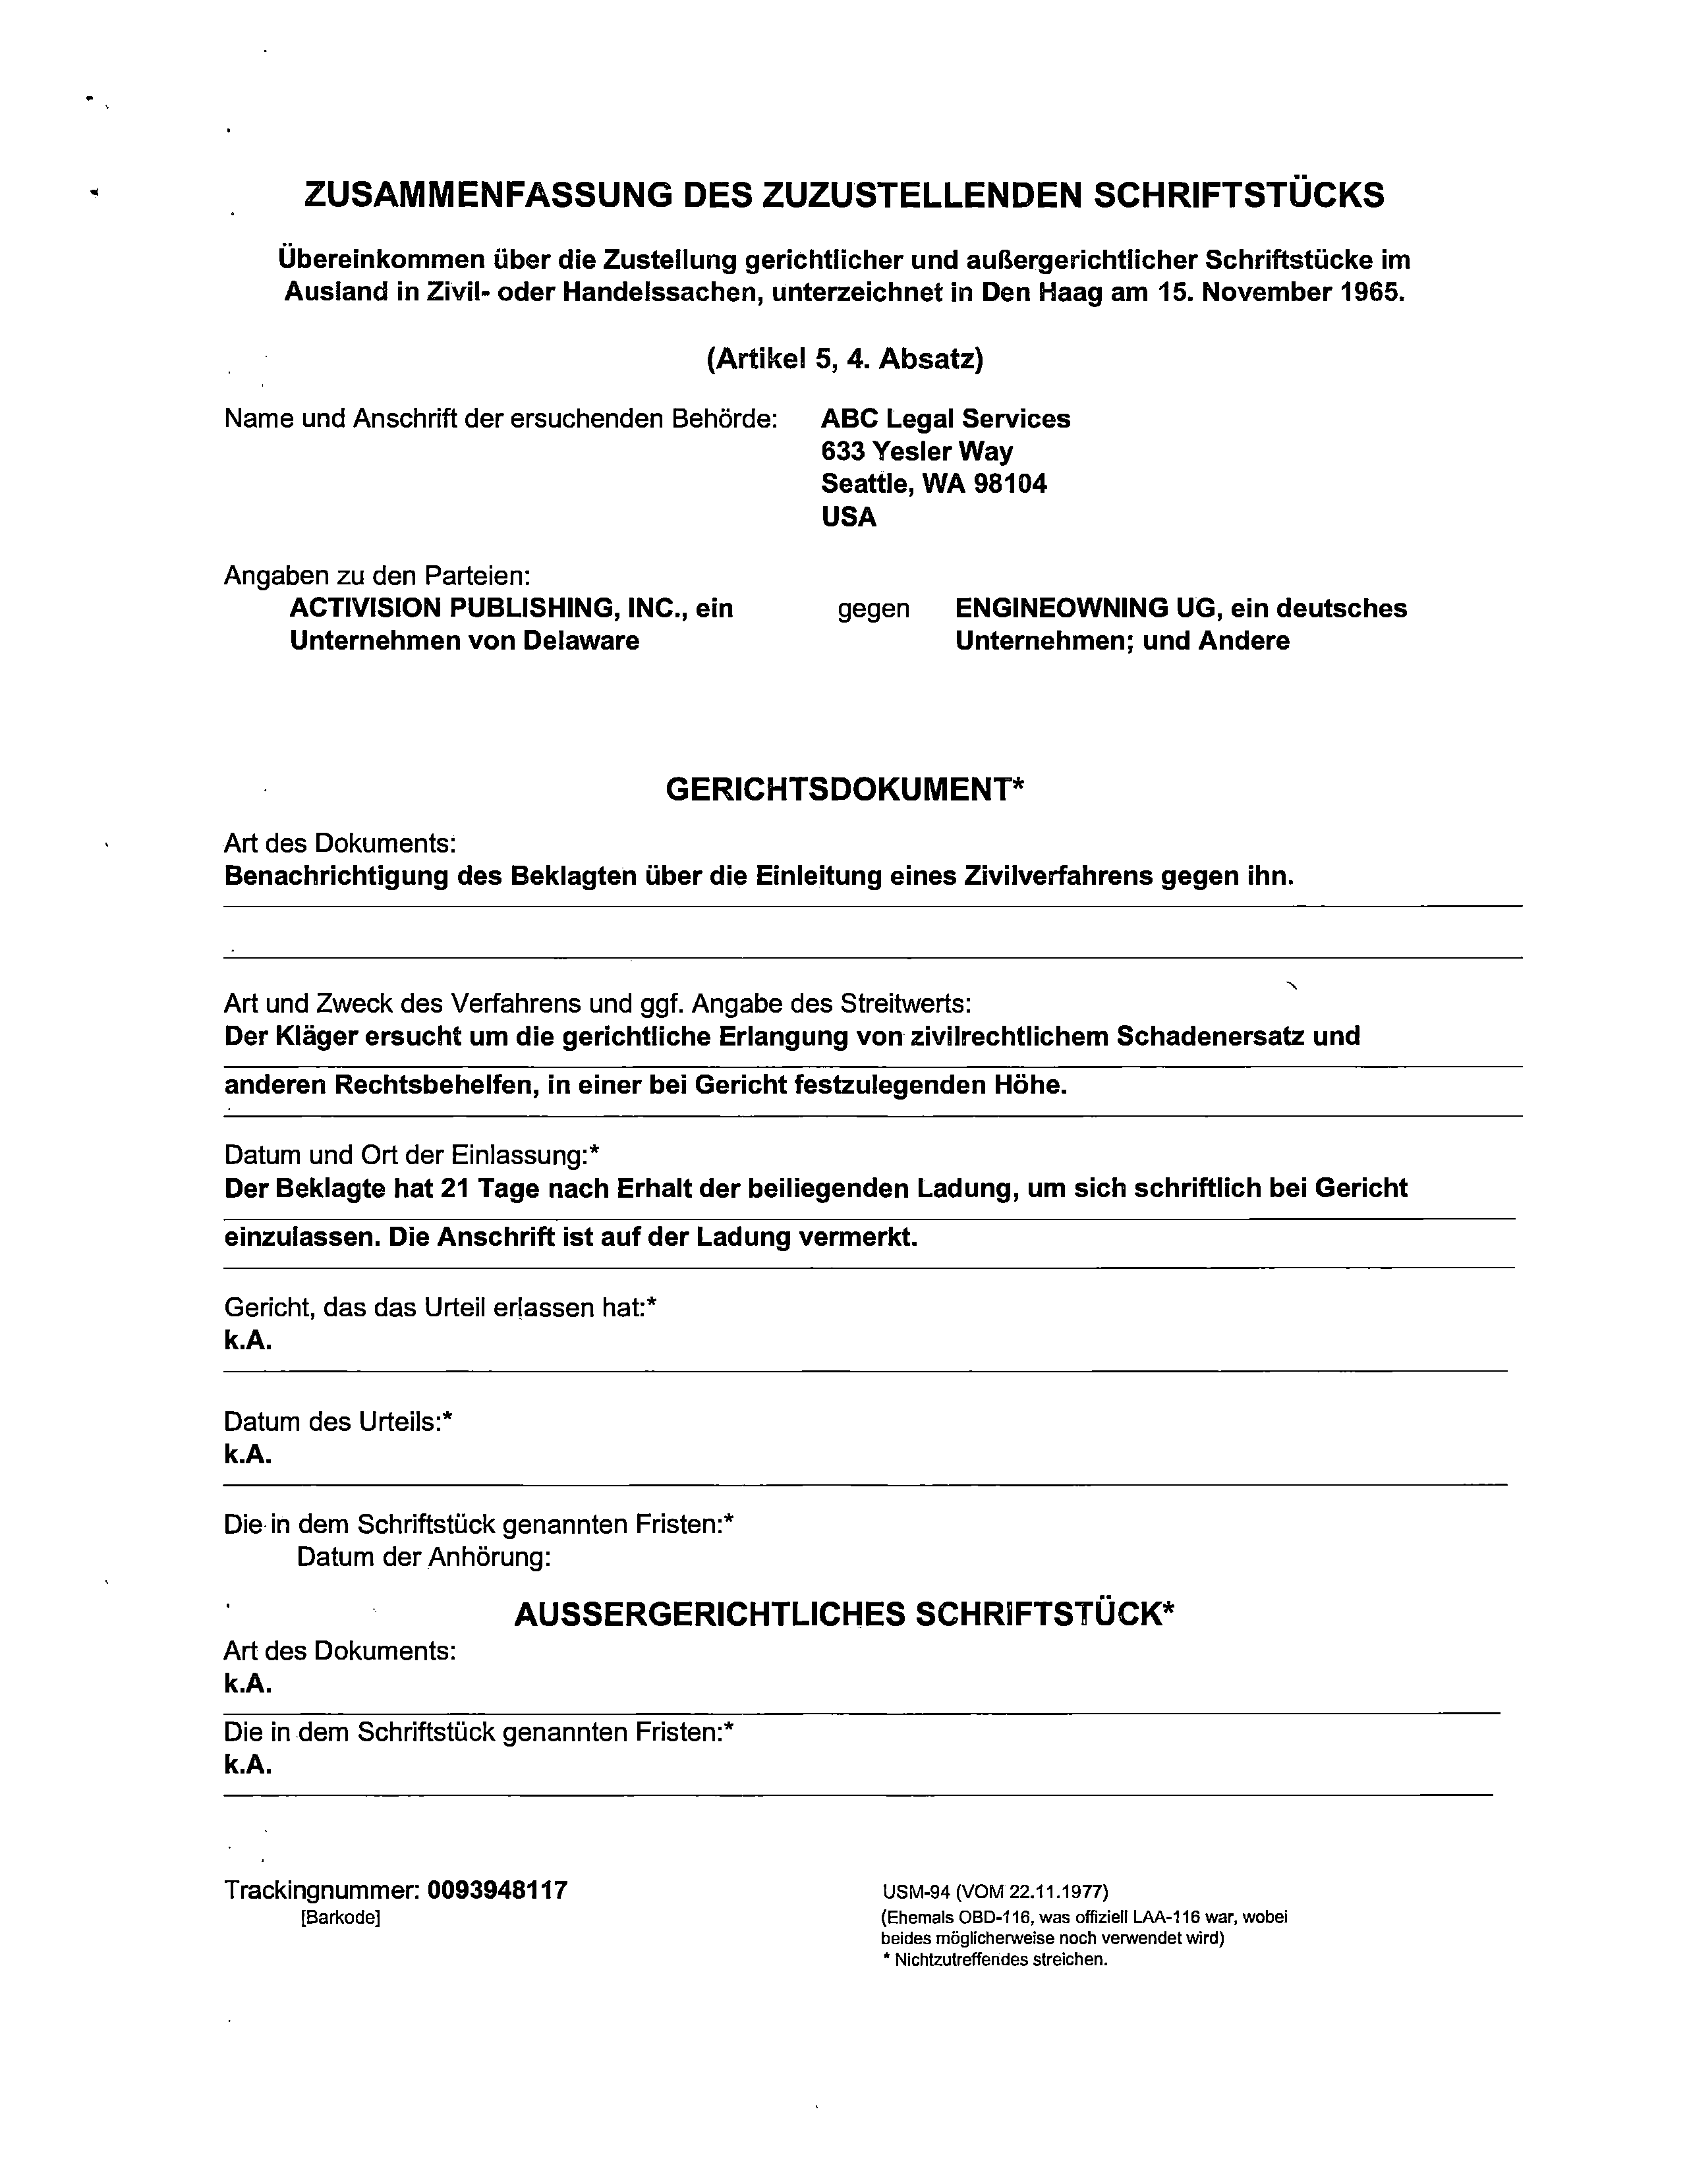 ZUSAMMENFASSUNG DES ZUZUSTELLENDEN SCHRIFTSTÜCKS
Übereinkommen über die Zustellung gerichtlicher und außergerichtlicher Schriftstücke im
Ausland in Zivil- oder Handelssachen, unterzeichnet in Den Haag am 15. November 1965.
(Artikel 5, 4. Absatz)
Name und Anschrift der ersuchenden Behörde: ABC Legal Services
633 Yesler Way
Seattle, WA 98104
USA
Angaben zu den Parteien:
ACTIVISION PUBLISHING, INC., ein gegen ENGINEOWNING UG, ein deutsches
Unternehmen von Delaware Unternehmen; und Andere
GERICHTSDOKUMENT*
Art des Dokuments:
Benachrichtigung des Beklagten über die Einleitung eines Zivilverfahrens gegen ihn.
Art und Zweck des Verfahrens und ggf. Angabe des Streitwerts:
Der Kläger ersucht um die gerichtliche Erlangung von zivilrechtlichem Schadenersatz und
anderen Rechtsbehelfen, in einer bei Gericht festzulegenden Höhe.
Datum und Ort der Einlassung:*
Der Beklagte hat 21 Tage nach Erhalt der beiliegenden Ladung, um sich schriftlich bei Gericht
einzulassen. Die Anschrift ist auf der Ladung vermerkt.
Gericht, das das Urteil erlassen hat:*
k.A.
Datum des Urteils:*
k.A.
Die in dem Schriftstück genannten Fristen:*
Datum der Anhörung:
AUSSERGERICHTLICHES SCHRIFTSTÜCK*
Art des Dokuments:
k.A.
Die in dem Schriftstück genannten Fristen:*
k.A.
Trackingnummer: 0093948117 USM-94 (VOM 22.11.1977)
[Barkode] (Ehemals OBD-116, was offiziell LAA-116 war, wobei
beides möglicherweise noch verwendet wird)
* Nichtzutreffendes streichen.